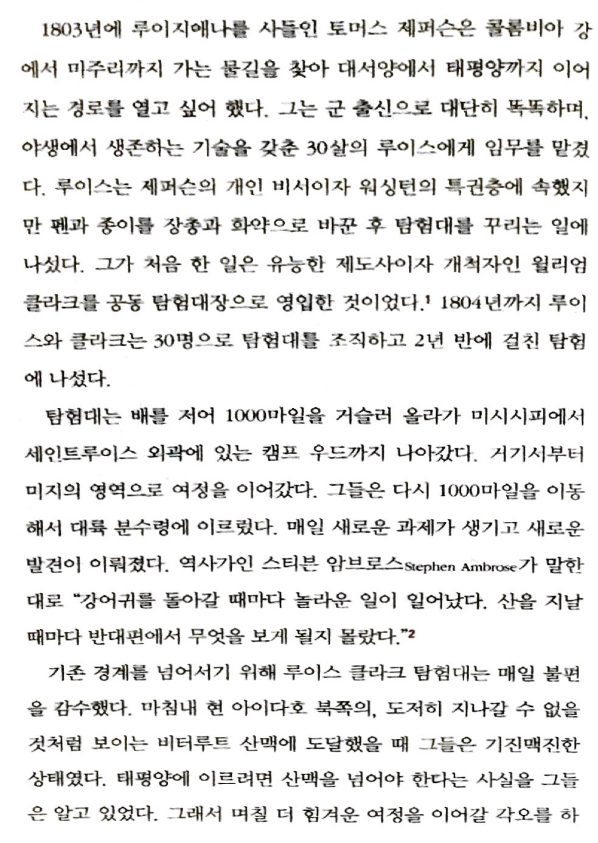 1803년에 루이지애나를 사들인 토머스 제퍼슨은 콜롬비아 강
에서 미주리까지 가는 물길을 찾아 대서양에서 태평양까지 이어
지는 경로를 열고 싶어 했다. 그는 군 출신으로 대단히 똑똑하며,
야생에서 생존하는 기술을 갖춘 30살의 루이스에게 임무를 맡겼
다. 루이스는 제퍼슨의 개인 비서이자 워싱턴의 특권층에 속했지
만 펜과 종이를 장총과 화약으로 바꾼 후 탐험대를 꾸리는 일에
나섰다. 그가 처음 한 일은 유능한 제도사이자 개척자인 윌리엄
클라크를 공동 탐험대장으로 영입한 것이었다.¹ 1804년까지 루이
스와 클라크는 30명으로 탐험대를 조직하고 2년 반에 걸친 탐험
에 나섰다.
탐험대는 배를 저어 1000마일을 거슬러 올라가 미시시피에서
세인트루이스 외곽에 있는 캠프 우드까지 나아갔다. 거기서부터
미지의 영역으로 여정을 이어갔다. 그들은 다시 1000마일을 이동
해서 대륙 분수령에 이르렀다. 매일 새로운 과제가 생기고 새로운
발견이 이뤄졌다. 역사가인 스티븐 암브로스Stephen Ambrose가 말한
대로 “강어귀를 돌아갈 때마다 놀라운 일이 일어났다. 산을 지날
때마다 반대편에서 무엇을 보게 될지 몰랐다.”²
기존 경계를 넘어서기 위해 루이스 클라크 탐험대는 매일 불편
을 감수했다. 마침내 현 아이다호 북쪽의, 도저히 지나갈 수 없을
것처럼 보이는 비터루트 산맥에 도달했을 때 그들은 기진맥진한
상태였다. 태평양에 이르려면 산맥을 넘어야 한다는 사실을 그들
은 알고 있었다. 그래서 며칠 더 힘겨운 여정을 이어갈 각오를 하